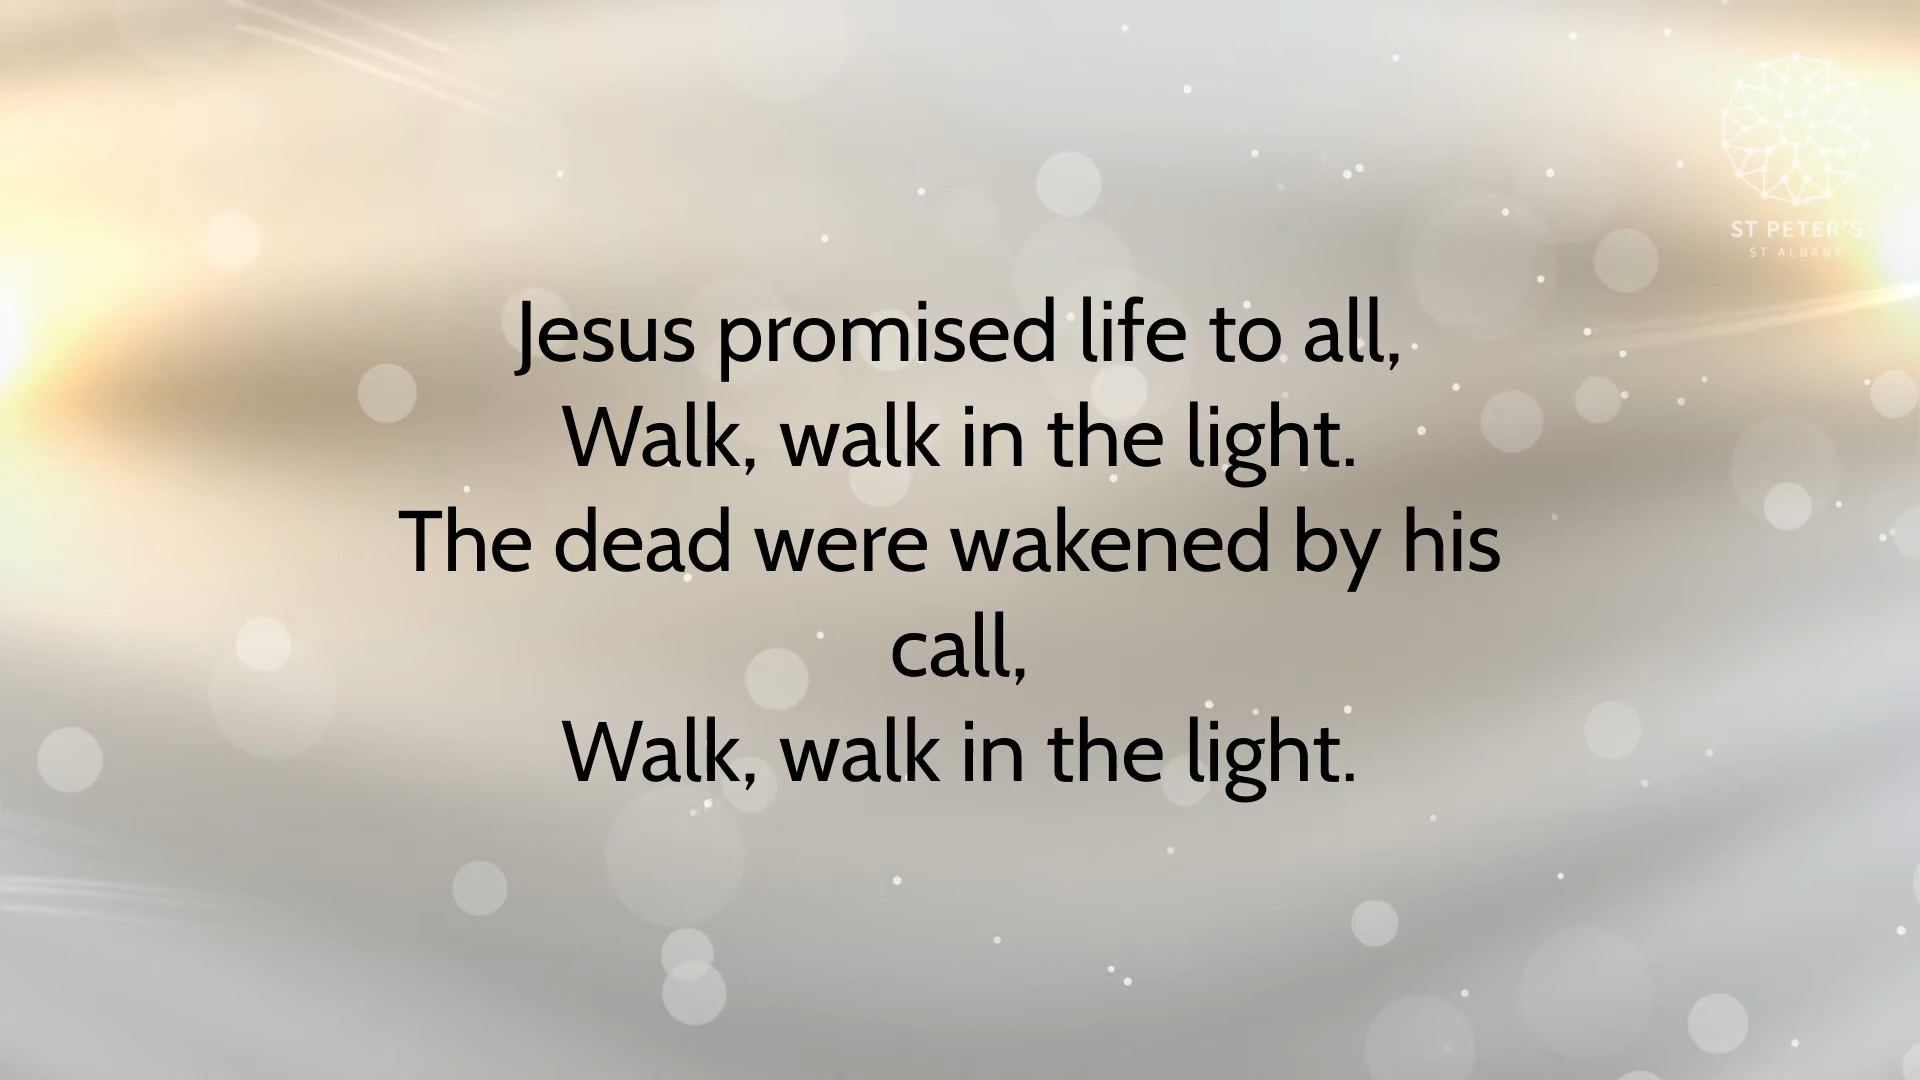 ST PETER'S
ST ALBANS
Jesus promised life to all,
Walk, walk in the light.
The dead were wakened by his
call,
Walk, walk in the light.